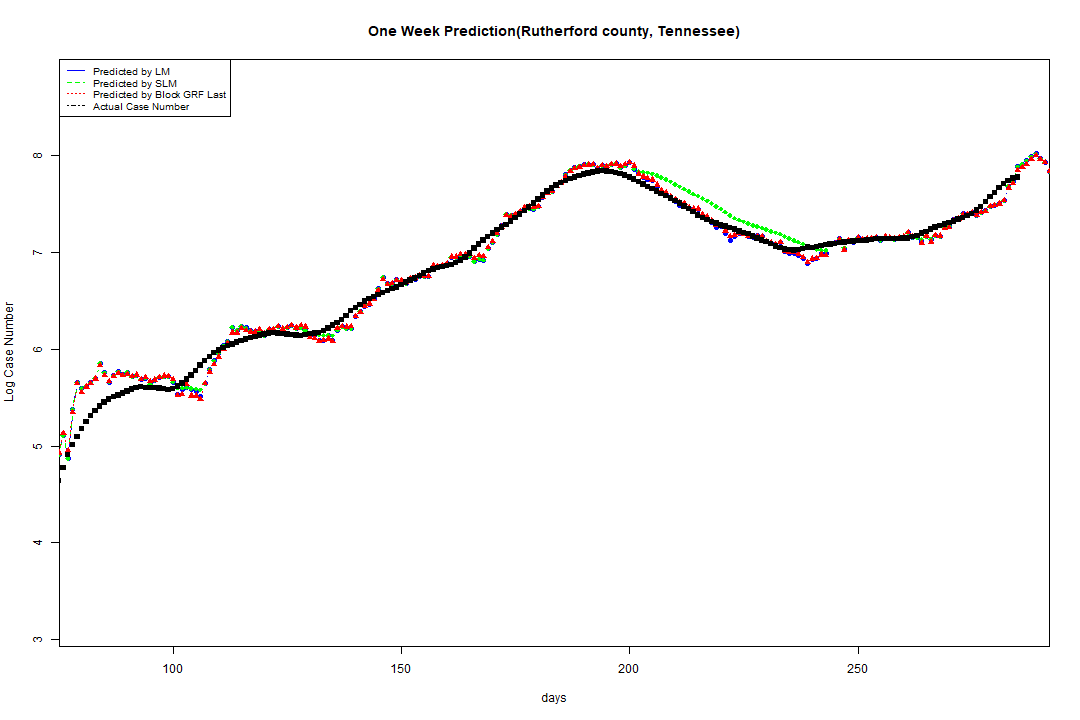 One Week Prediction(Rutherford county, Tennessee)
Predicted by LM
Predicted by SLM
Predicted by Block GRF Last
Actual Case Number
8
7
6
5
4
3
Log Case Number
100 150 200 250
days